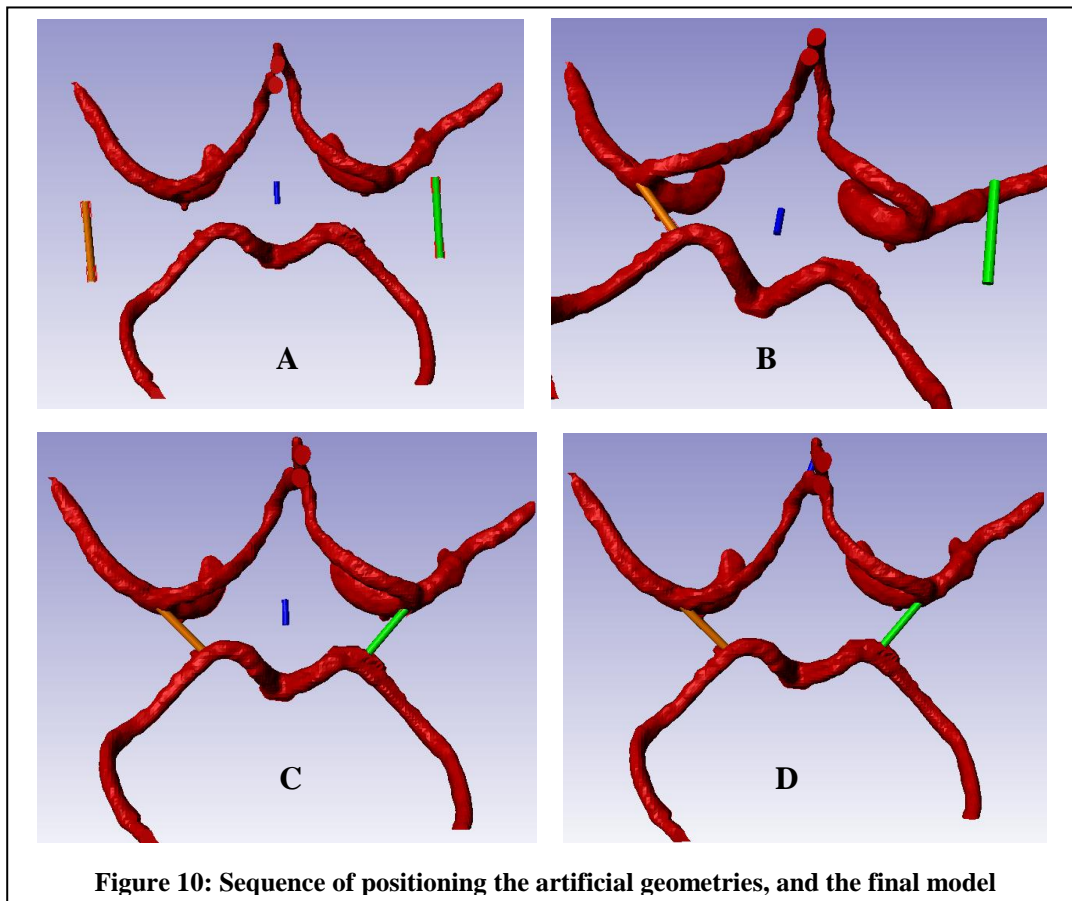 A
B
C
D
Figure 10: Sequence of positioning the artificial geometries, and the final model